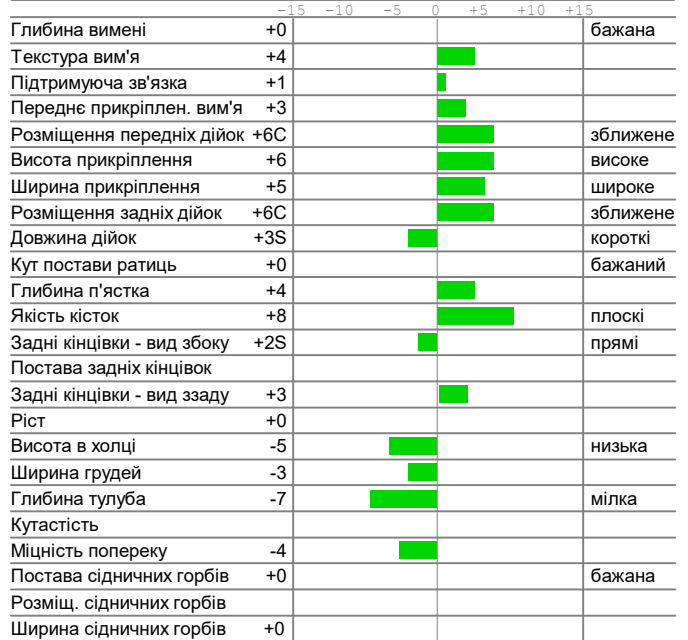 -15 -10 -5 0 +5 +10 +15
Глибина вимені +0 бажана
Текстура вим'я +4
Підтримуюча зв'язка +1
Переднє прикріплен. вим'я +3
Розміщення передніх дійок +6C зближене
Висота прикріплення +6 високе
Ширина прикріплення +5 широке
Розміщення задніх дійок +6C зближене
Довжина дійок +3S короткі
Кут постави ратиць +0 бажаний
Глибина п'ястка +4
Якість кісток +8 плоскі
Задні кінцівки - вид збоку +2S прямі
Постава задніх кінцівок
Задні кінцівки - вид ззаду +3
Ріст +0
Висота в холці -5 низька
Ширина грудей -3
Глибина тулуба -7 мілка
Кутастість
Міцність попереку -4
Постава сідничних горбів +0 бажана
Розміщ. сідничних горбів
Ширина сідничних горбів +0